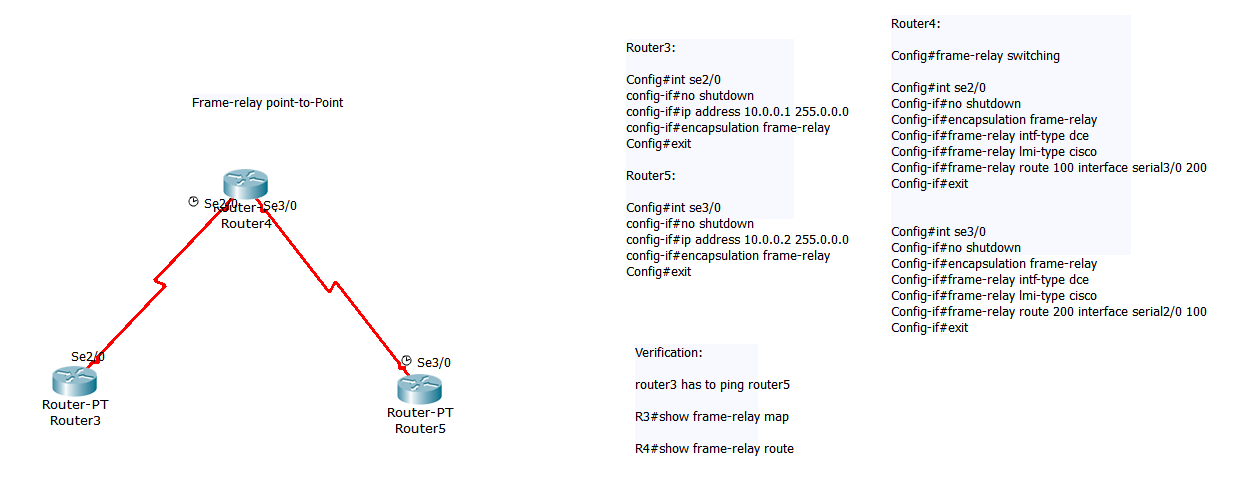 Frame-relay point-to-Point
Se2/0
Se3/0
Router-
Router4
Se2/0
Router-PT
Router3
Se3/0
Router-PT
Router5
Router3:
Config#int se2/0
config-if#no shutdown
config-if#ip address 10.0.0.1 255.0.0.0
config-if#encapsulation frame-relay
Config#exit
Router5:
Config#int se3/0
config-if#no shutdown
config-if#ip address 10.0.0.2 255.0.0.0
config-if#encapsulation frame-relay
Config#exit
Verification:
router3 has to ping router5
R3#show frame-relay map
R4#show frame-relay route
Router4:
Config#frame-relay switching
Config#int se2/0
Config-if#no shutdown
Config-if#encapsulation frame-relay
Config-if#frame-relay intf-type dce
Config-if#frame-relay lmi-type cisco
Config-if#frame-relay route 100 interface serial3/0 200
Config-if#exit
Config#int se3/0
Config-if#no shutdown
Config-if#encapsulation frame-relay
Config-if#frame-relay intf-type dce
Config-if#frame-relay lmi-type cisco
Config-if#frame-relay route 200 interface serial2/0 100
Config-if#exit